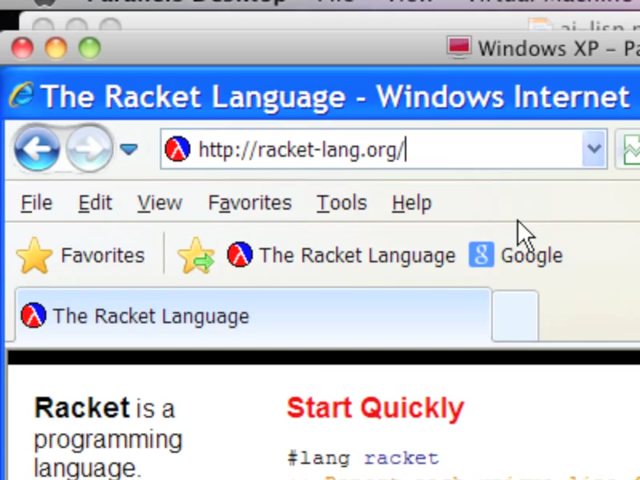 Parallels Desktop File View Virtual Machine
ai-lisp.r
Windows XP - Pa
The Racket Language - Windows Internet
http://racket-lang.org/
File Edit View Favorites Tools Help
Favorites The Racket Language Google
The Racket Language
Racket is a
programming
language.
Start Quickly
#lang racket